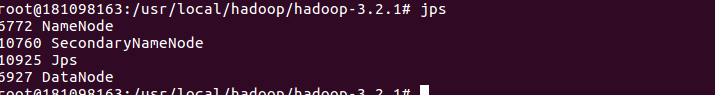 root@181098163:/usr/local/hadoop/hadoop-3.2.1# jps
6772 NameNode
10760 SecondaryNameNode
10925 Jps
6927 DataNode
root@181098163:/usr/local/hadoop/hadoop-3.2.1#